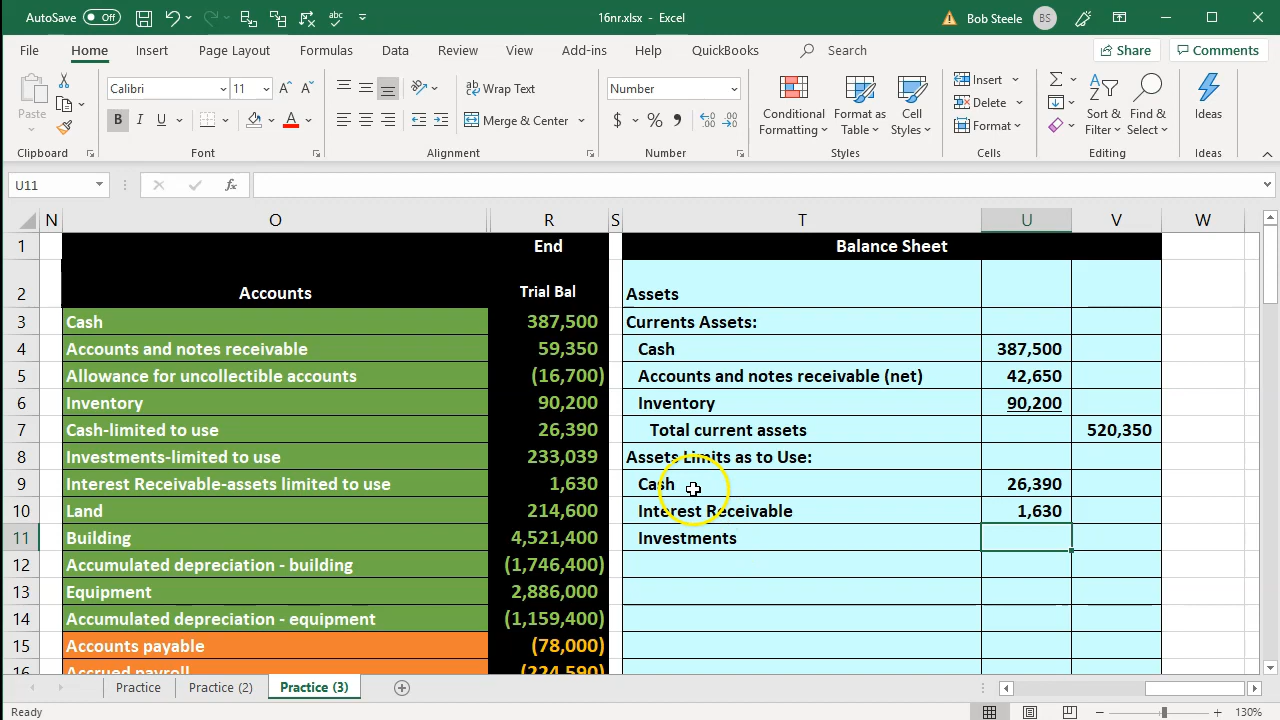 AutoSave Off abc 16nr.xlsx - Excel Bob Steele BS
File Home Insert Page Layout Formulas Data Review View Add-ins Help QuickBooks Search Share Comments
Paste Calibri 11 Wrap Text Number Insert
B I U A Merge & Center $ % Conditional Formatting Format as Table Cell Styles Delete Format Sort & Filter Find & Select Ideas
Clipboard Font Alignment Number Styles Cells Editing Ideas
U11 fx
N O R S T U V W
1 End Balance Sheet
2 Accounts Trial Bal Assets
3 Cash 387,500 Currents Assets:
4 Accounts and notes receivable 59,350 Cash 387,500
5 Allowance for uncollectible accounts (16,700) Accounts and notes receivable (net) 42,650
6 Inventory 90,200 Inventory 90,200
7 Cash-limited to use 26,390 Total current assets 520,350
8 Investments-limited to use 233,039 Assets Limits as to Use:
9 Interest Receivable-assets limited to use 1,630 Cash 26,390
10 Land 214,600 Interest Receivable 1,630
11 Building 4,521,400 Investments
12 Accumulated depreciation - building (1,746,400)
13 Equipment 2,886,000
14 Accumulated depreciation - equipment (1,159,400)
15 Accounts payable (78,000)
16 Accrued payroll (224,590)
Practice Practice (2) Practice (3)
Ready 130%